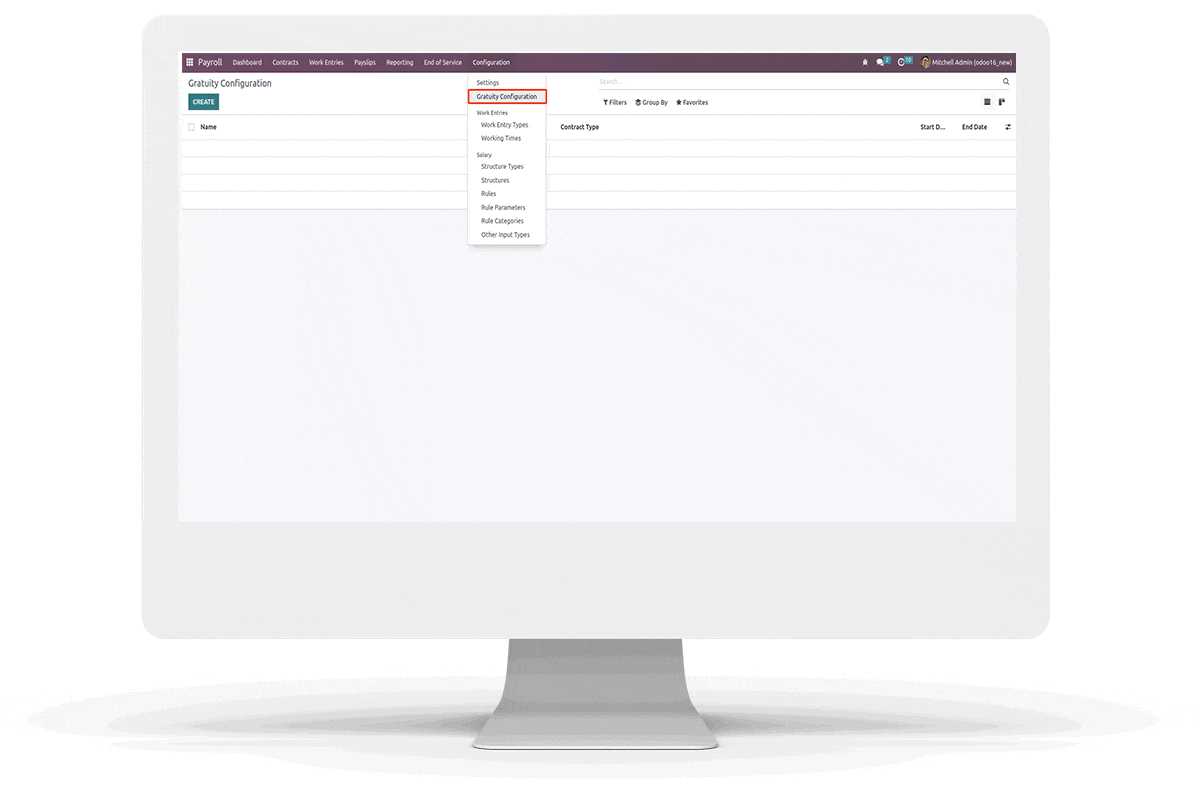 Payroll Dashboard Contracts Work Entries Payslips Reporting End of Service Configuration 2 10 Mitchell Admin (odoo16_new)
Gratuity Configuration
Search...
CREATE
Filters Group By Favorites
Name Contract Type Start D... End Date
Settings
Gratuity Configuration
Work Entries
Work Entry Types
Working Times
Salary
Structure Types
Structures
Rules
Rule Parameters
Rule Categories
Other Input Types